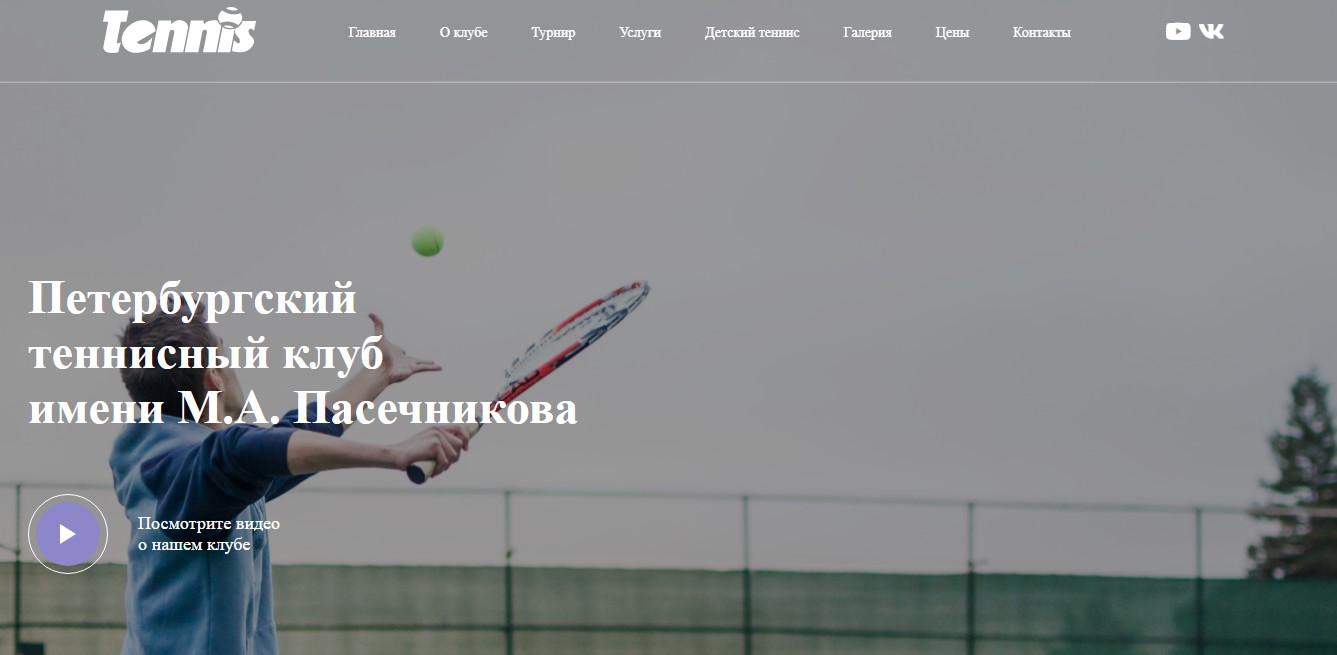 Tennis
Главная О клубе Турнир Услуги Детский теннис Галерия Цены Контакты
Петербургский
теннисный клуб
имени М.А. Пасечникова
Посмотрите видео
о нашем клубе